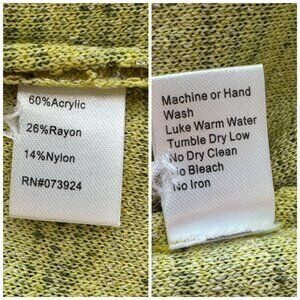 60%Acrylic
26%Rayon
14%Nylon
RN#073924
Machine or Hand
Wash
Luke Warm Water
Tumble Dry Low
No Dry Clean
No Bleach
No Iron